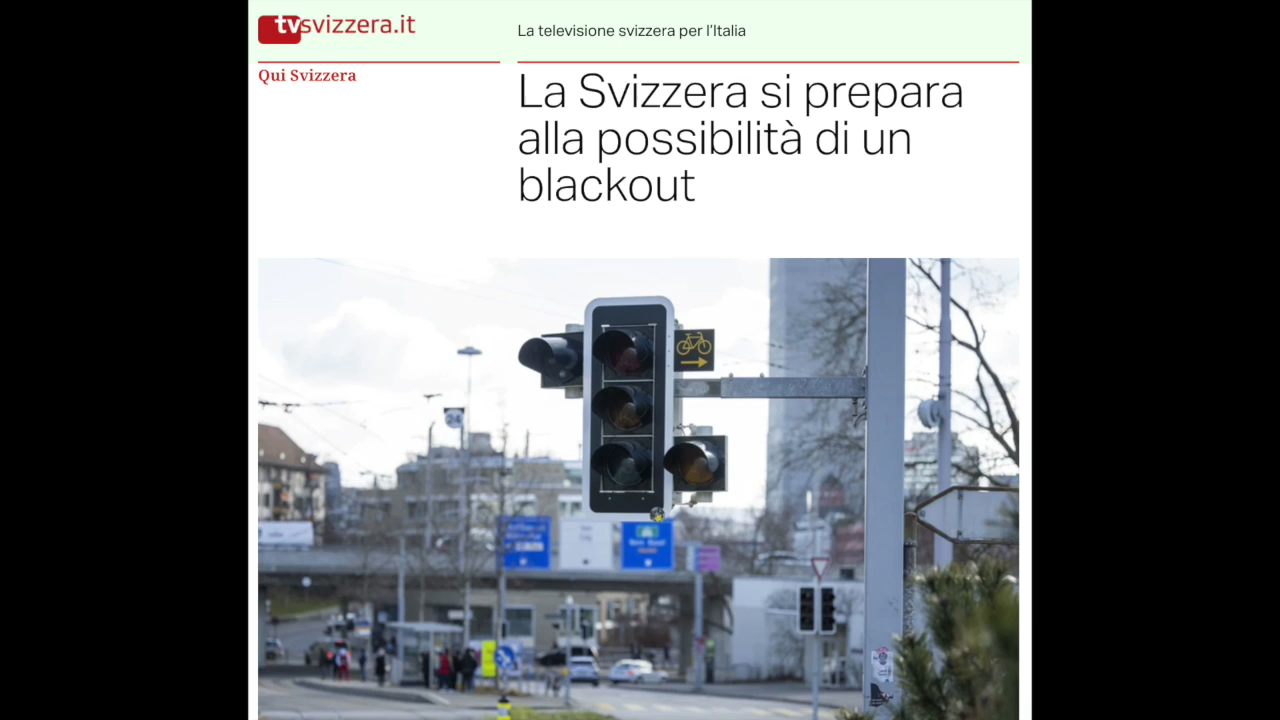 tvsvizzera.it
La televisione svizzera per l'Italia
Qui Svizzera
La Svizzera si prepara
alla possibilità di un
blackout
24